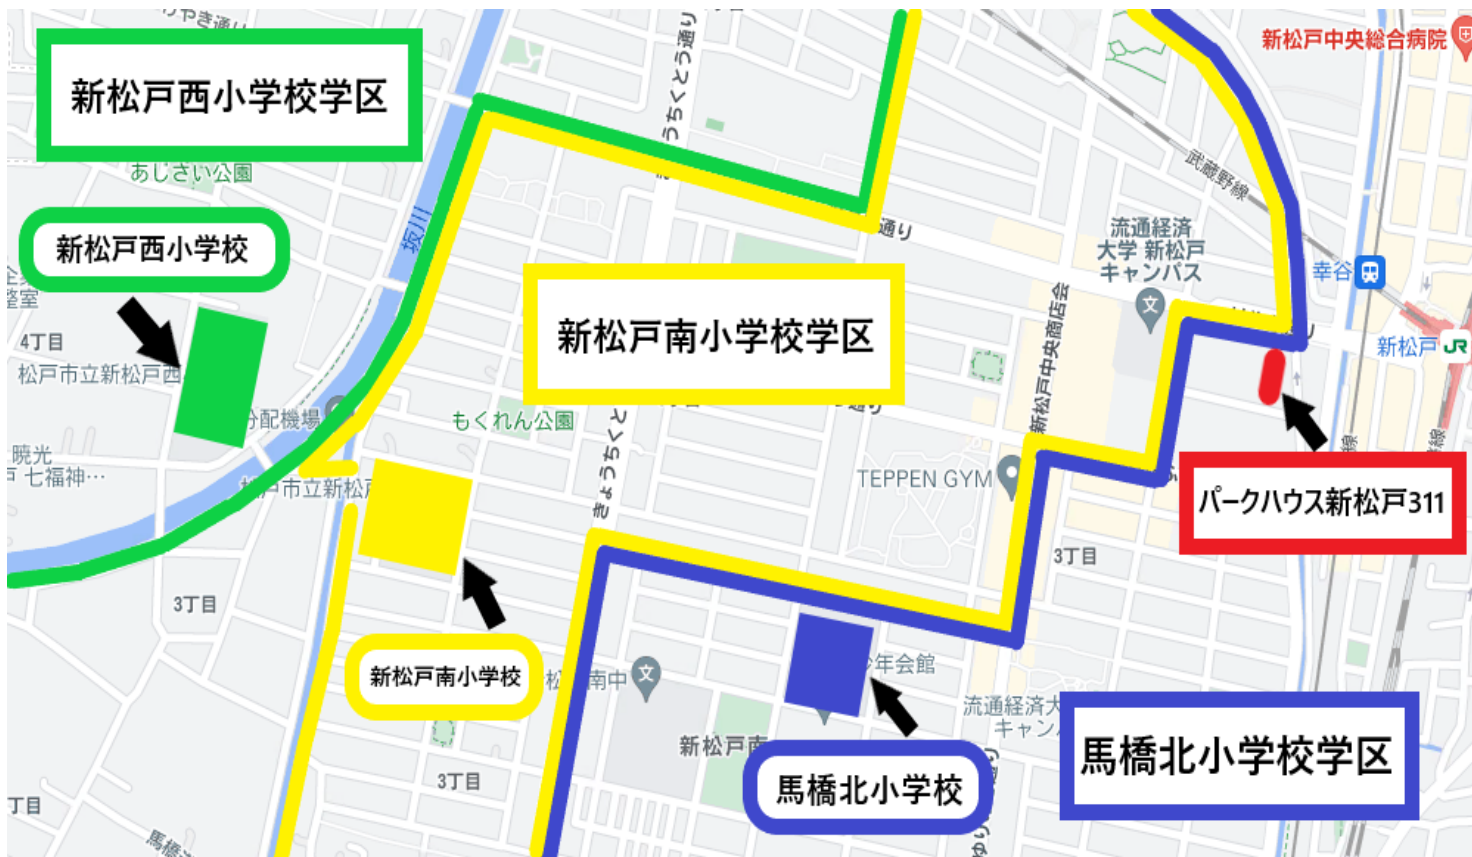 新松戸中央総合病院
新松戸西小学校学区
あじさい公園
武蔵野線
坂川
新松戸西小学校
通り
流通経済
大学 新松戸
キャンパス
幸谷
新松戸南小学校学区
新松戸中央商店会
4丁目
松戸市立新松戸西
新松戸 JR
分配機場
もくれん公園
暁光
七福神…
TEPPEN GYM
きょうちくと
パークハウス新松戸311
3丁目
3丁目
新松戸南小学校
南中
年会館
流通経済大
キャン
新松戸南
馬橋北小学校学区
馬橋北小学校
3丁目
丁目